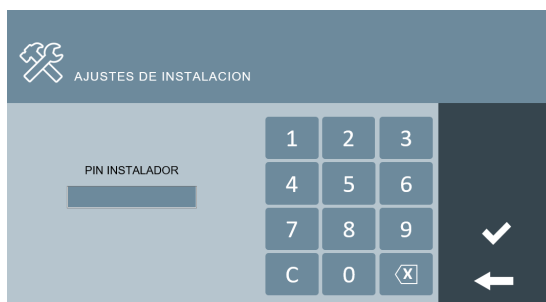 AJUSTES DE INSTALACION
PIN INSTALADOR
1 2 3
4 5 6
7 8 9
C 0 X